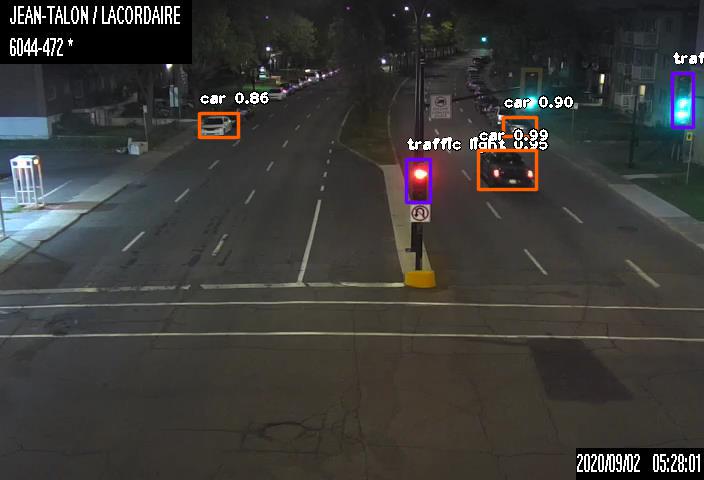 JEAN-TALON / LACORDAIRE
6044-472 *
traf
car 0.86
car 0.90
car 0.99
traffic light 0.95
2020/09/02 05:28:01